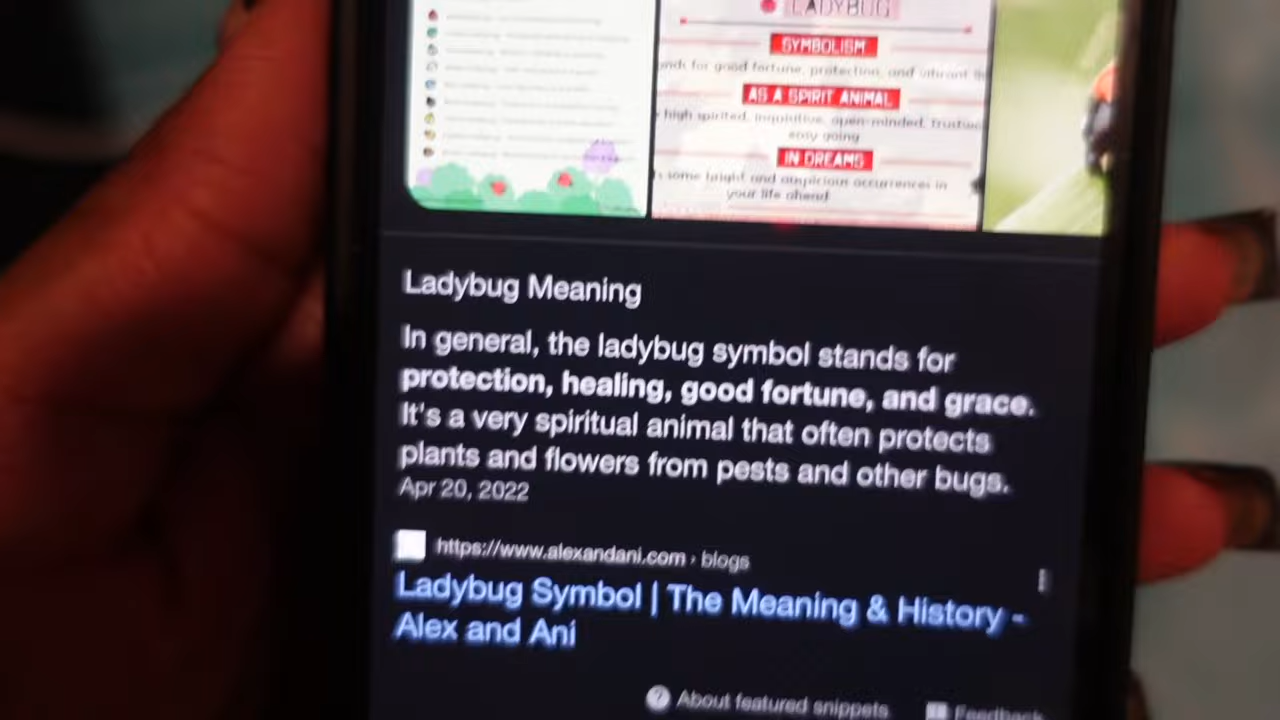 LADYBUG
SYMBOLISM
for good fortune, protection, and vibrant
AS A SPIRIT ANIMAL
high spirited, inquisitive, open-minded,
easy going
IN DREAMS
some bright and auspicious occurrences in
your life ahead
Ladybug Meaning
In general, the ladybug symbol stands for
protection, healing, good fortune, and grace.
It's a very spiritual animal that often protects
plants and flowers from pests and other bugs.
Apr 20, 2022
https://www.alexandani.com › blogs
Ladybug Symbol | The Meaning & History -
Alex and Ani
About featured snippets
Feedback